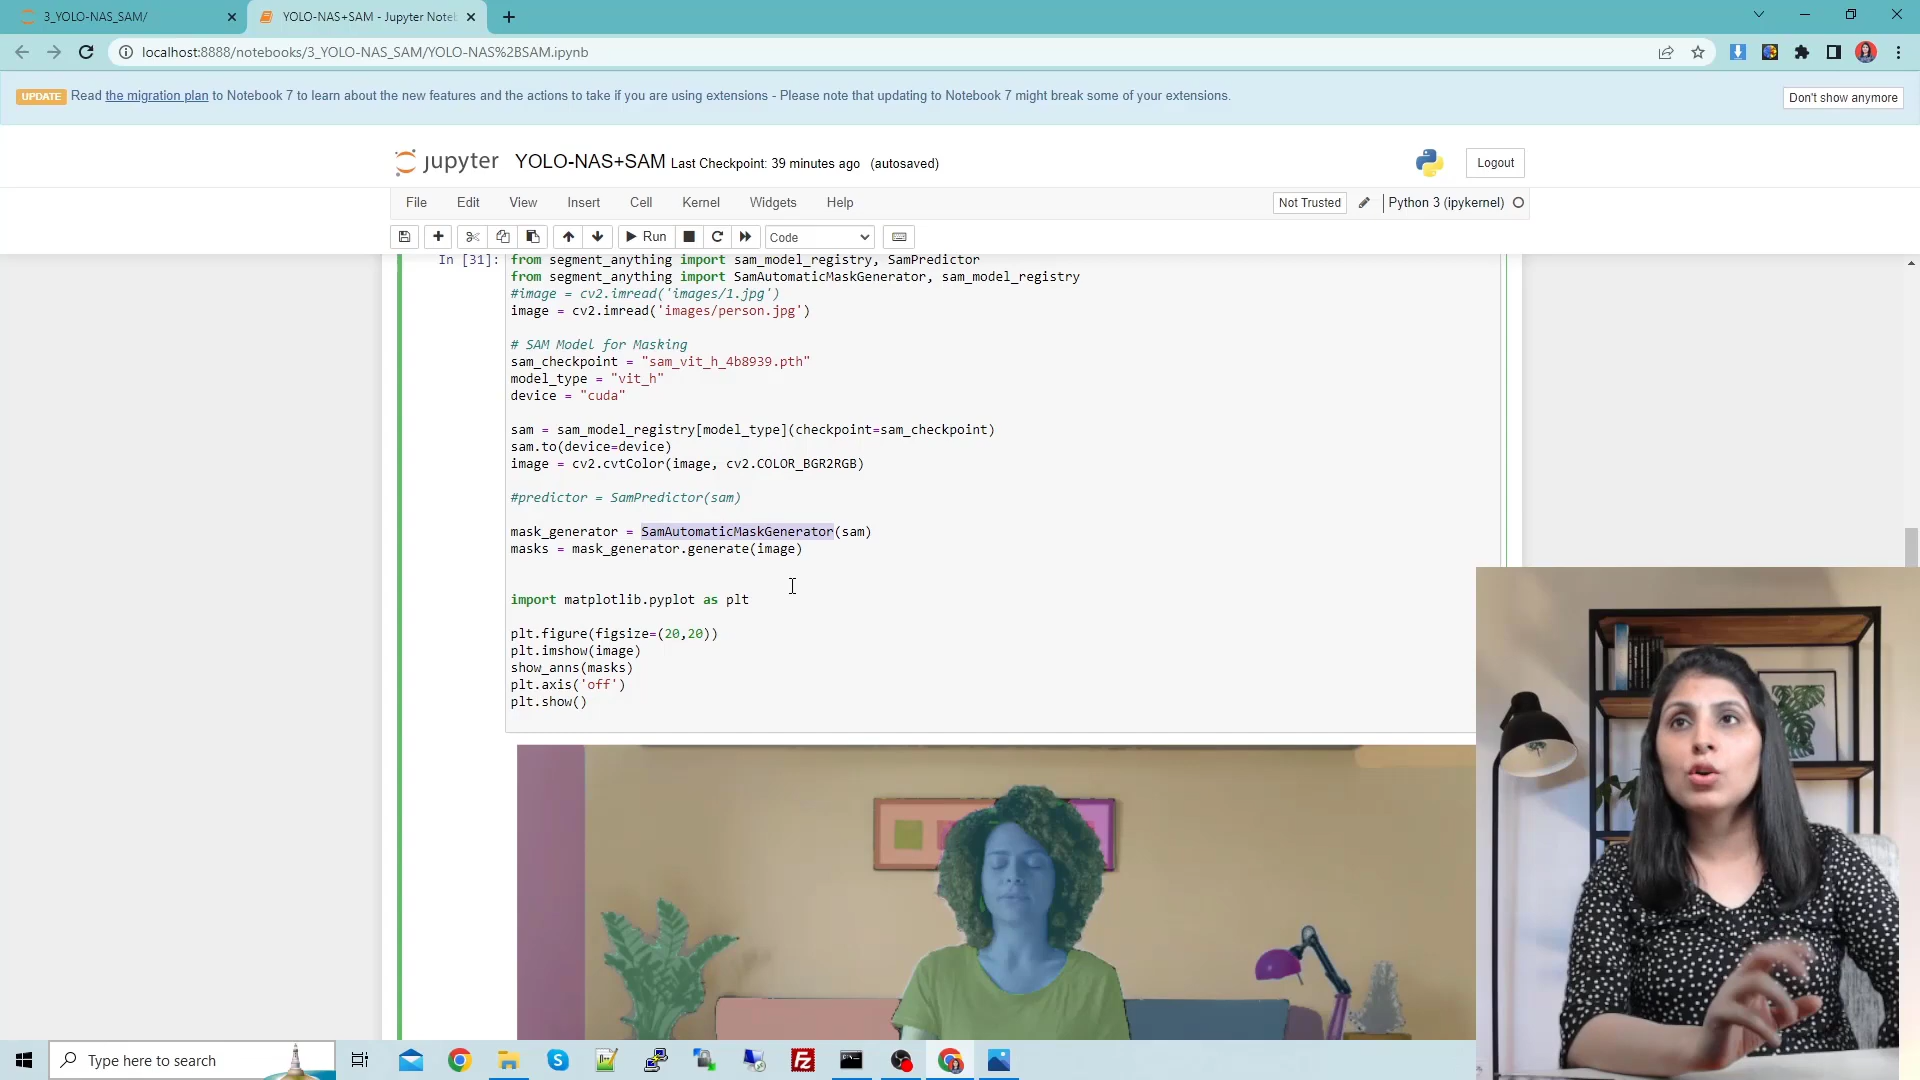 3_YOLO-NAS_SAM/
YOLO-NAS+SAM - Jupyter Noteb
localhost:8888/notebooks/3_YOLO-NAS_SAM/YOLO-NAS%2BSAM.ipynb
UPDATE Read the migration plan to Notebook 7 to learn about the new features and the actions to take if you are using extensions - Please note that updating to Notebook 7 might break some of your extensions.
Don't show anymore
jupyter YOLO-NAS+SAM Last Checkpoint: 39 minutes ago (autosaved)
Logout
File Edit View Insert Cell Kernel Widgets Help
Not Trusted Python 3 (ipykernel)
Run Code
In [31]: from segment_anything import sam_model_registry, SamPredictor
from segment_anything import SamAutomaticMaskGenerator, sam_model_registry
#image = cv2.imread('images/1.jpg')
image = cv2.imread('images/person.jpg')
# SAM Model for Masking
sam_checkpoint = "sam_vit_h_4b8939.pth"
model_type = "vit_h"
device = "cuda"
sam = sam_model_registry[model_type](checkpoint=sam_checkpoint)
sam.to(device=device)
image = cv2.cvtColor(image, cv2.COLOR_BGR2RGB)
#predictor = SamPredictor(sam)
mask_generator = SamAutomaticMaskGenerator(sam)
masks = mask_generator.generate(image)
import matplotlib.pyplot as plt
plt.figure(figsize=(20,20))
plt.imshow(image)
show_anns(masks)
plt.axis('off')
plt.show()
Type here to search